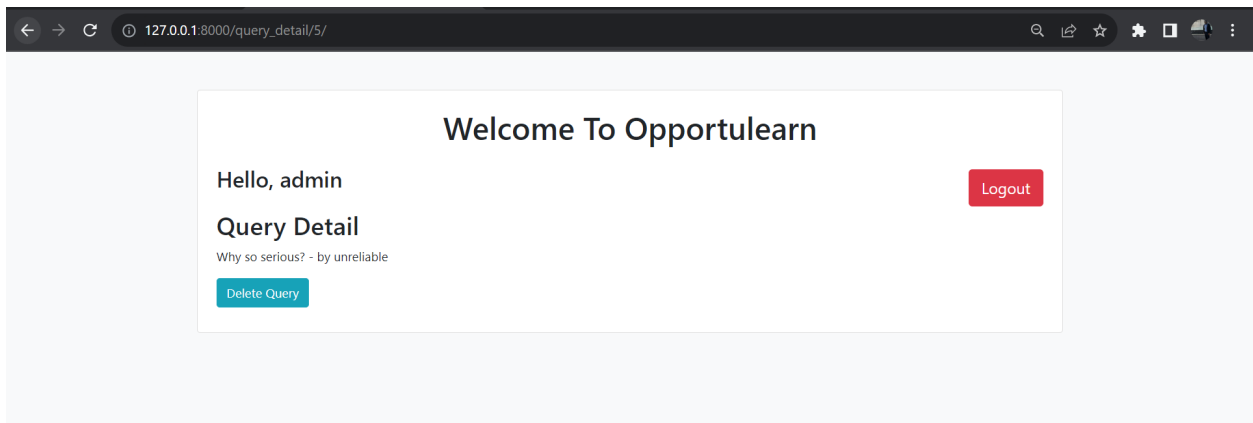 127.0.0.1:8000/query_detail/5/
Welcome To Opportulearn
Hello, admin
Logout
Query Detail
Why so serious? - by unreliable
Delete Query